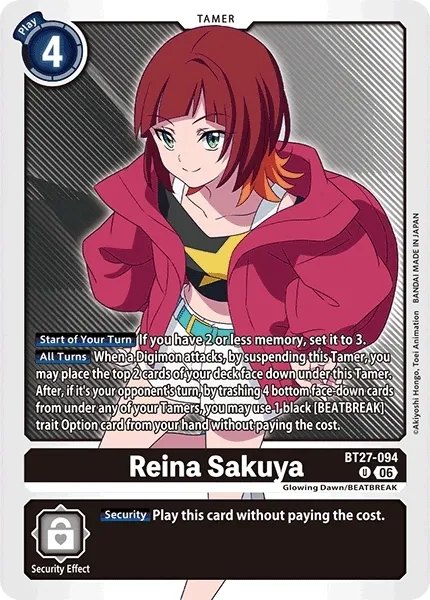 TAMER
Play
4
Start of Your Turn If you have 2 or less memory, set it to 3.
All Turns When a Digimon attacks, by suspending this Tamer, you
may place the top 2 cards of your deckface down under this Tamer.
After, if it's your opponent's turn, by trashing 4 bottom face-down cards
from under any of your Tamers, you may use 1 black [BEATBREAK]
trait Option card from your hand without paying the cost.
©Akiyoshi Hongo, Toei Animation BANDAI MADE IN JAPAN
Reina Sakuya
BT27-094
U 06
Glowing Dawn/BEATBREAK
Security Play this card without paying the cost.
Security Effect